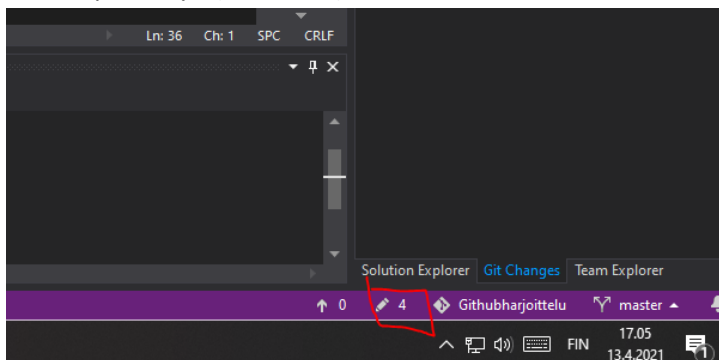 Ln: 36 Ch: 1 SPC CRLF
Solution Explorer Git Changes Team Explorer
0 4 Githubharjoittelu master
FIN 17.05
13.4.2021